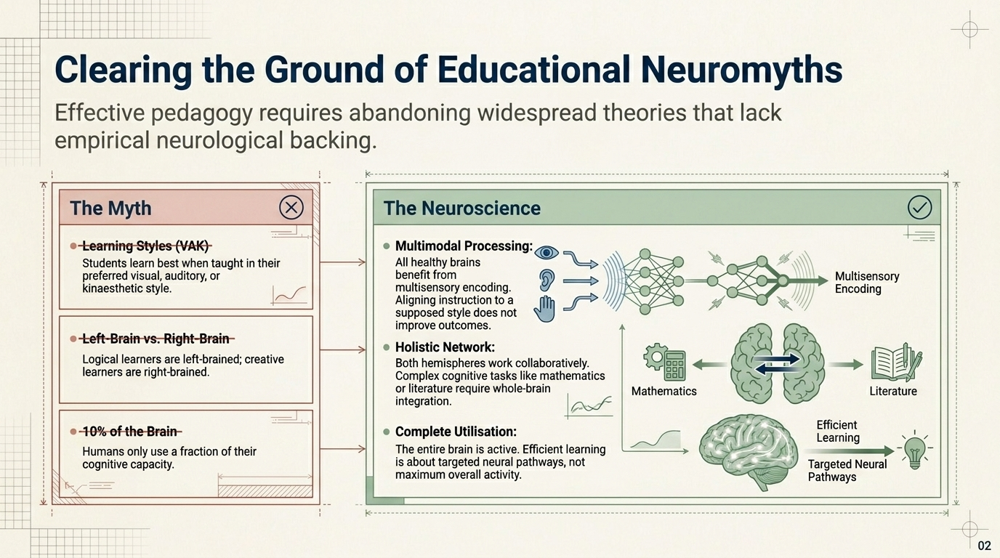 Clearing the Ground of Educational Neuromyths
Effective pedagogy requires abandoning widespread theories that lack
empirical neurological backing.
The Myth
Learning Styles (VAK)
Students learn best when taught in their
preferred visual, auditory, or
kinaesthetic style.
Left-Brain vs. Right-Brain
Logical learners are left-brained; creative
learners are right-brained.
10% of the Brain
Humans only use a fraction of their
cognitive capacity.
The Neuroscience
Multimodal Processing:
All healthy brains
benefit from
multisensory encoding.
Aligning instruction to a
supposed style does not
improve outcomes.
Multisensory
Encoding
Holistic Network:
Both hemispheres work collaboratively.
Complex cognitive tasks like mathematics
or literature require whole-brain
integration.
Mathematics
Literature
Complete Utilisation:
The entire brain is active. Efficient learning
is about targeted neural pathways, not
maximum overall activity.
Efficient
Learning
Targeted Neural
Pathways
02